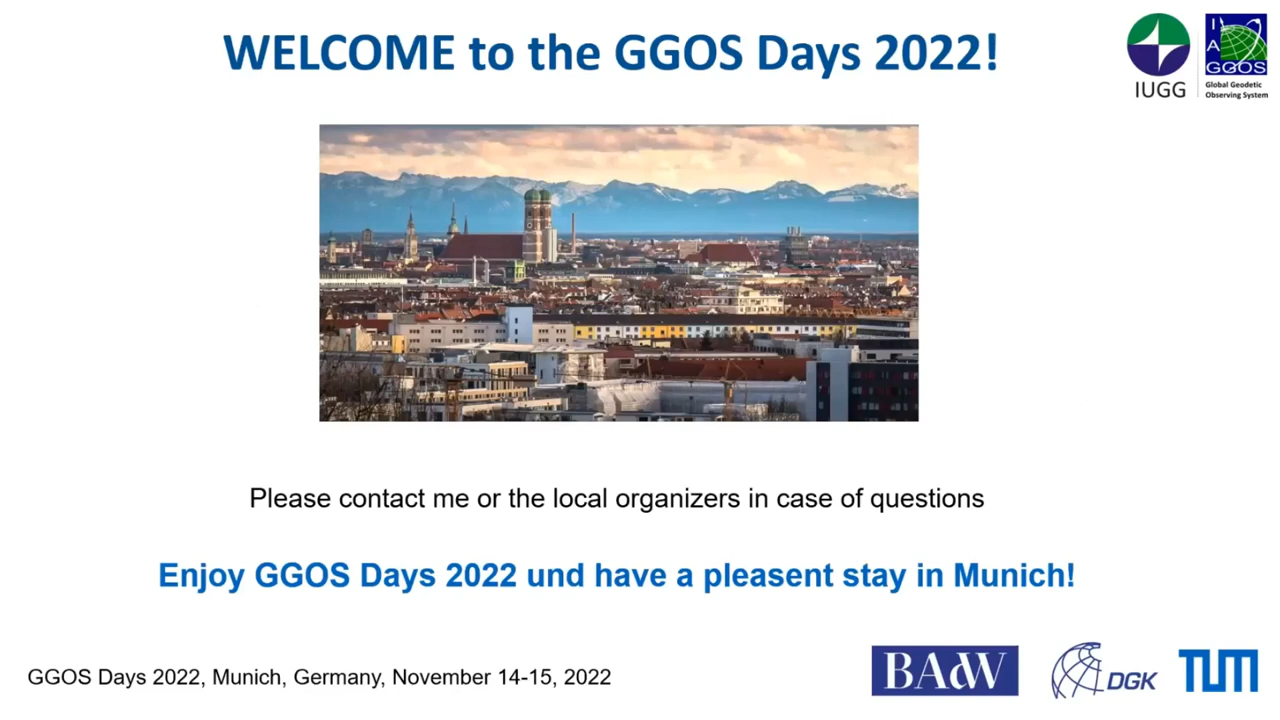 WELCOME to the GGOS Days 2022!
IUGG
I
A
G
GGOS
Global Geodetic
Observing System
Please contact me or the local organizers in case of questions
Enjoy GGOS Days 2022 und have a pleasent stay in Munich!
GGOS Days 2022, Munich, Germany, November 14-15, 2022
BAdW
DGK
TUM